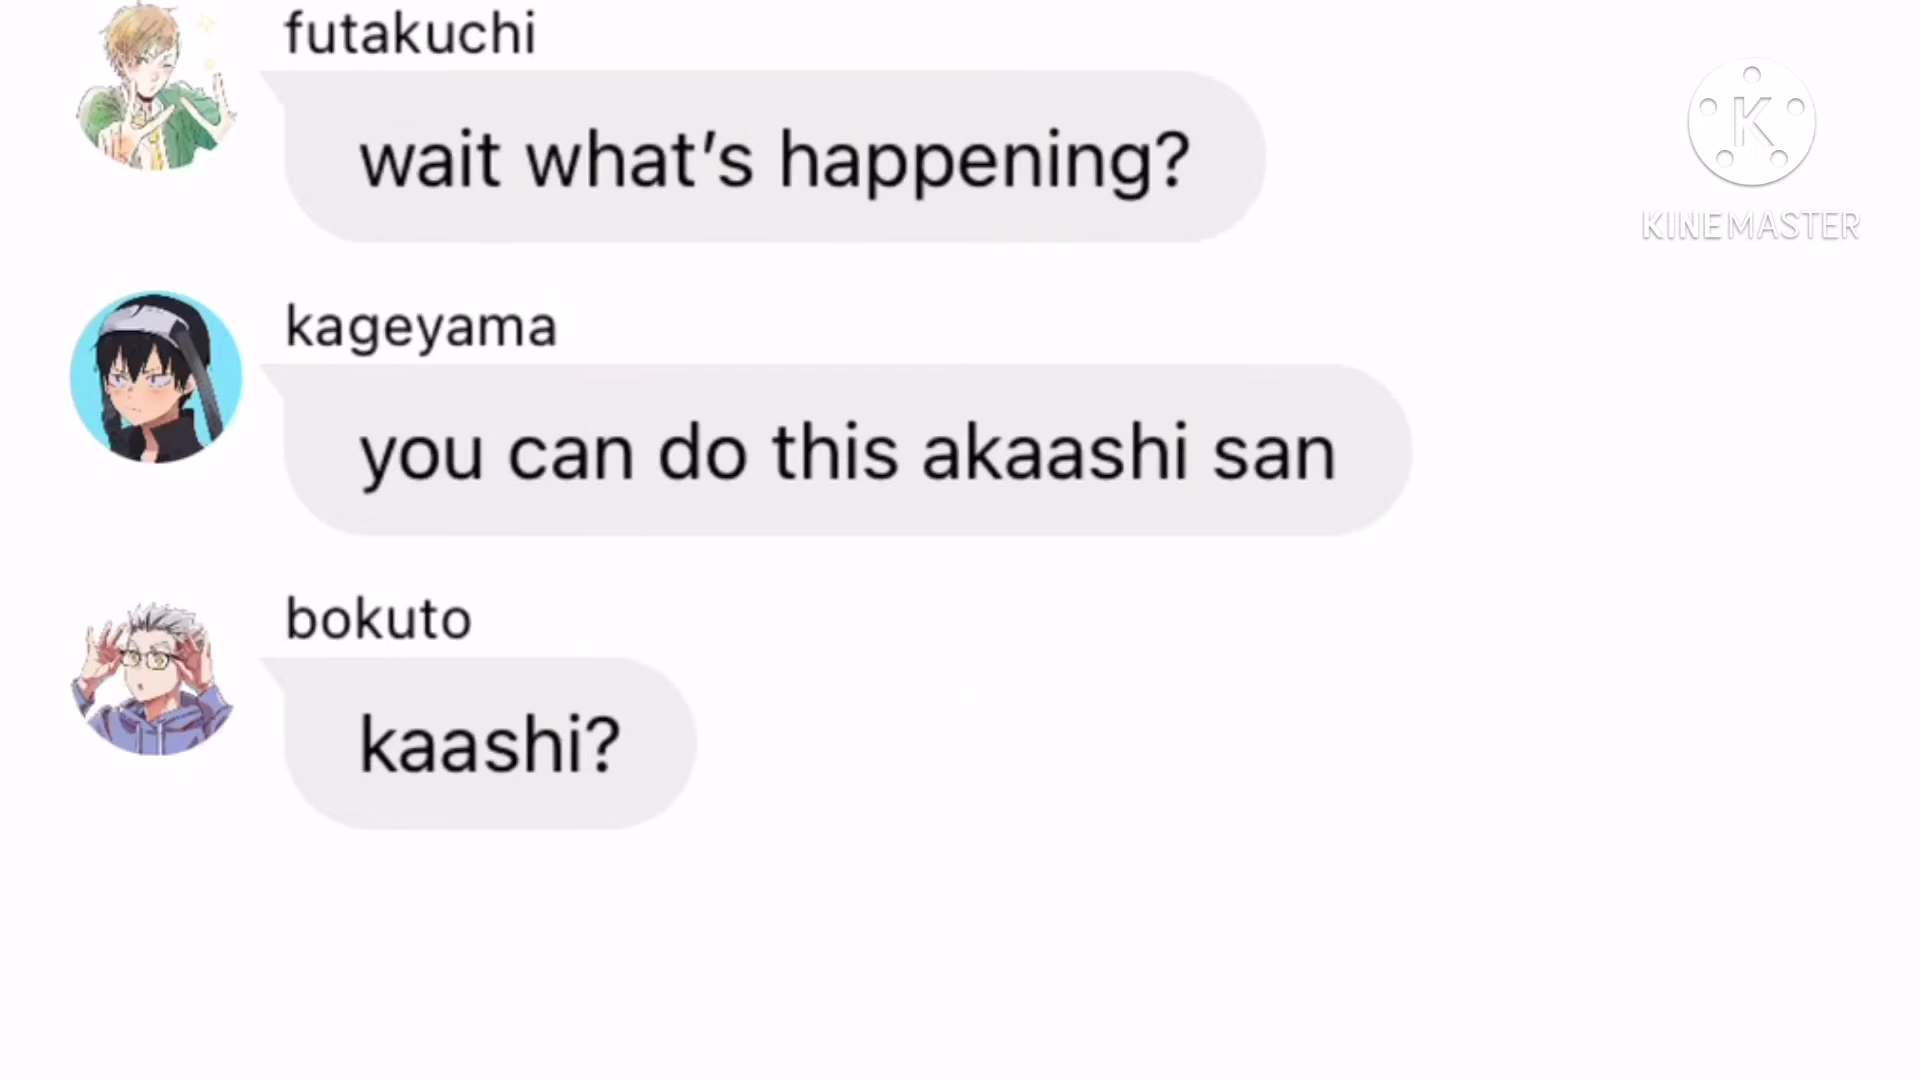 futakuchi
wait what’s happening?
K
KINEMASTER
kageyama
you can do this akaashi san
bokuto
kaashi?